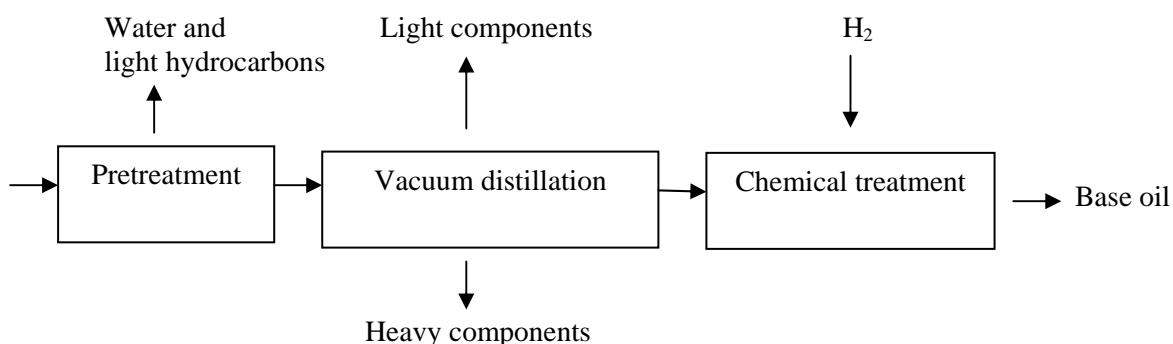 Water and
light hydrocarbons
Light components
H₂
Pretreatment
Vacuum distillation
Chemical treatment
Base oil
Heavy components